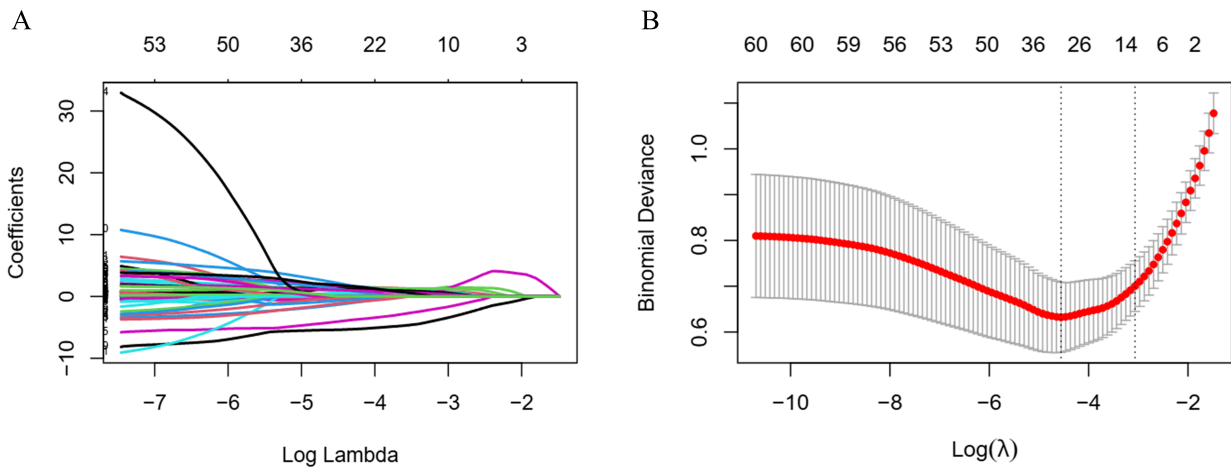 A
53 50 36 22 10 3
Coefficients
30
20
10
0
−10
−7 −6 −5 −4 −3 −2
Log Lambda
B
60 60 59 56 53 50 36 26 14 6 2
Binomial Deviance
1.0
0.8
0.6
−10 −8 −6 −4 −2
Log(λ)